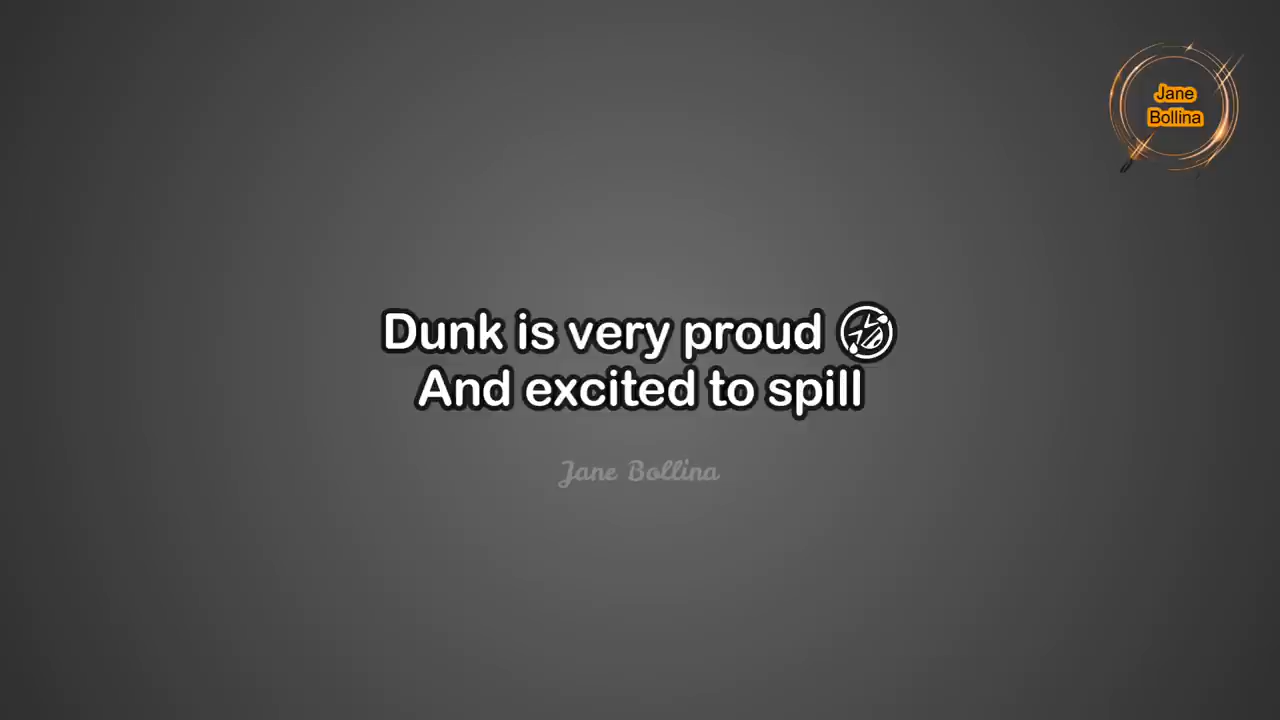 Jane
Bollina
Dunk is very proud 🤣
And excited to spill
Jane Bollina